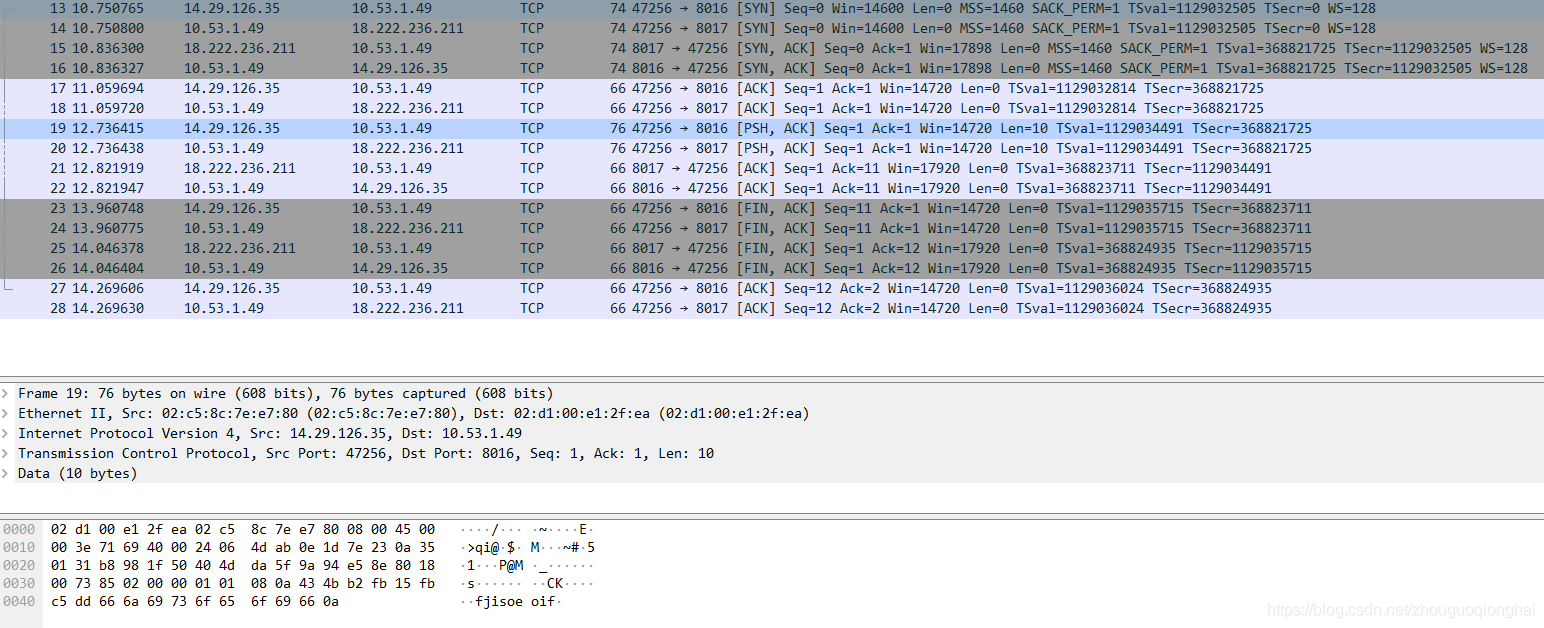 13 10.750765 14.29.126.35 10.53.1.49 TCP 74 47256 → 8016 [SYN] Seq=0 Win=14600 Len=0 MSS=1460 SACK_PERM=1 TSval=1129032505 TSecr=0 WS=128
14 10.750800 10.53.1.49 18.222.236.211 TCP 74 47256 → 8017 [SYN] Seq=0 Win=14600 Len=0 MSS=1460 SACK_PERM=1 TSval=1129032505 TSecr=0 WS=128
15 10.836300 18.222.236.211 10.53.1.49 TCP 74 8017 → 47256 [SYN, ACK] Seq=0 Ack=1 Win=17898 Len=0 MSS=1460 SACK_PERM=1 TSval=368821725 TSecr=1129032505 WS=128
16 10.836327 10.53.1.49 14.29.126.35 TCP 74 8016 → 47256 [SYN, ACK] Seq=0 Ack=1 Win=17898 Len=0 MSS=1460 SACK_PERM=1 TSval=368821725 TSecr=1129032505 WS=128
17 11.059694 14.29.126.35 10.53.1.49 TCP 66 47256 → 8016 [ACK] Seq=1 Ack=1 Win=14720 Len=0 TSval=1129032814 TSecr=368821725
18 11.059720 10.53.1.49 18.222.236.211 TCP 66 47256 → 8017 [ACK] Seq=1 Ack=1 Win=14720 Len=0 TSval=1129032814 TSecr=368821725
19 12.736415 14.29.126.35 10.53.1.49 TCP 76 47256 → 8016 [PSH, ACK] Seq=1 Ack=1 Win=14720 Len=10 TSval=1129034491 TSecr=368821725
20 12.736438 10.53.1.49 18.222.236.211 TCP 76 47256 → 8017 [PSH, ACK] Seq=1 Ack=1 Win=14720 Len=10 TSval=1129034491 TSecr=368821725
21 12.821919 18.222.236.211 10.53.1.49 TCP 66 8017 → 47256 [ACK] Seq=1 Ack=11 Win=17920 Len=0 TSval=368823711 TSecr=1129034491
22 12.821947 10.53.1.49 14.29.126.35 TCP 66 8016 → 47256 [ACK] Seq=1 Ack=11 Win=17920 Len=0 TSval=368823711 TSecr=1129034491
23 13.960748 14.29.126.35 10.53.1.49 TCP 66 47256 → 8016 [FIN, ACK] Seq=11 Ack=1 Win=14720 Len=0 TSval=1129035715 TSecr=368823711
24 13.960775 10.53.1.49 18.222.236.211 TCP 66 47256 → 8017 [FIN, ACK] Seq=11 Ack=1 Win=14720 Len=0 TSval=1129035715 TSecr=368823711
25 14.046378 18.222.236.211 10.53.1.49 TCP 66 8017 → 47256 [FIN, ACK] Seq=1 Ack=12 Win=17920 Len=0 TSval=368824935 TSecr=1129035715
26 14.046404 10.53.1.49 14.29.126.35 TCP 66 8016 → 47256 [FIN, ACK] Seq=1 Ack=12 Win=17920 Len=0 TSval=368824935 TSecr=1129035715
27 14.269606 14.29.126.35 10.53.1.49 TCP 66 47256 → 8016 [ACK] Seq=12 Ack=2 Win=14720 Len=0 TSval=1129036024 TSecr=368824935
28 14.269630 10.53.1.49 18.222.236.211 TCP 66 47256 → 8017 [ACK] Seq=12 Ack=2 Win=14720 Len=0 TSval=1129036024 TSecr=368824935
Frame 19: 76 bytes on wire (608 bits), 76 bytes captured (608 bits)
Ethernet II, Src: 02:c5:8c:7e:e7:80 (02:c5:8c:7e:e7:80), Dst: 02:d1:00:e1:2f:ea (02:d1:00:e1:2f:ea)
Internet Protocol Version 4, Src: 14.29.126.35, Dst: 10.53.1.49
Transmission Control Protocol, Src Port: 47256, Dst Port: 8016, Seq: 1, Ack: 1, Len: 10
Data (10 bytes)
0000 02 d1 00 e1 2f ea 02 c5 8c 7e e7 80 08 00 45 00 ····/··· ·~····E·
0010 00 3e 71 69 40 00 24 06 4d ab 0e 1d 7e 23 0a 35 ·>qi@·$· M···~#·5
0020 01 31 b8 98 1f 50 40 4d da 5f 9a 94 e5 8e 80 18 ·1···P@M ·_······
0030 00 73 85 02 00 00 01 01 08 0a 43 4b b2 fb 15 fb ·s······ ··CK····
0040 c5 dd 66 6a 69 73 6f 65 6f 69 66 0a ··fjisoe oif·
https://blog.csdn.net/zhouguoqionghai